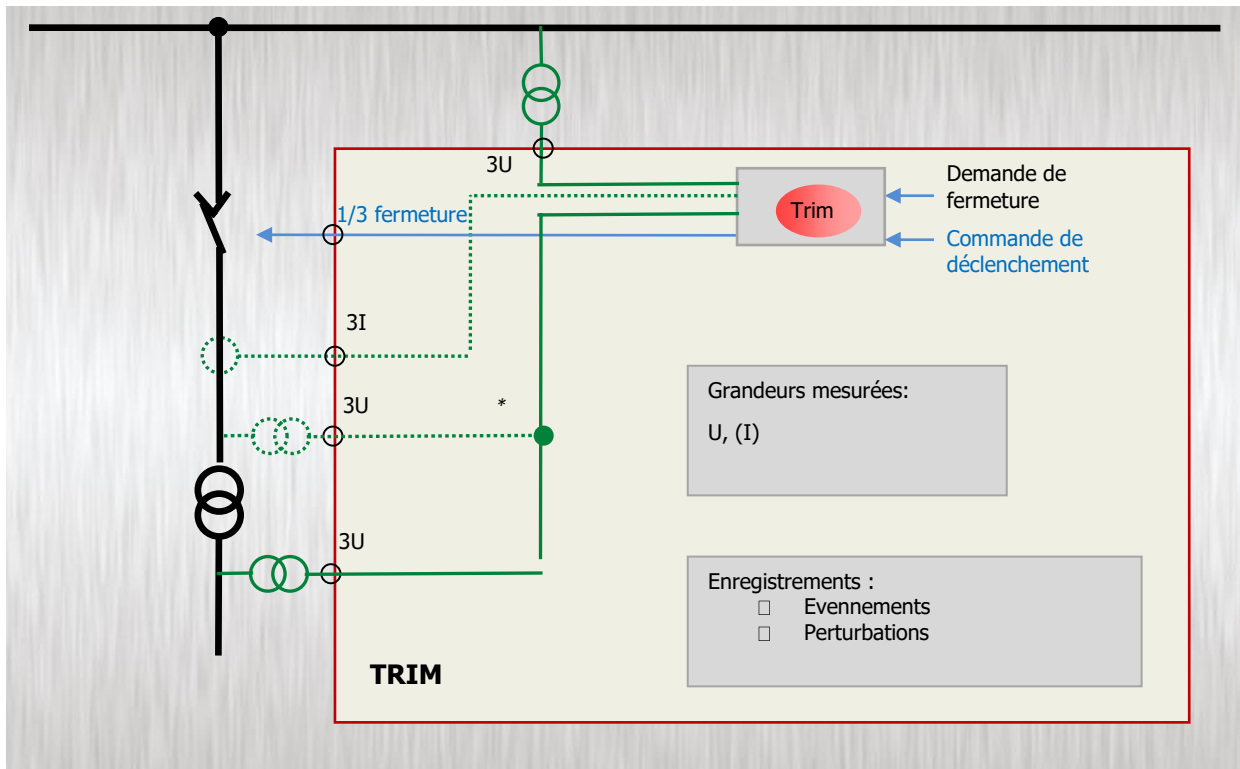 3U
Trim
Demande de
fermeture
1/3 fermeture
Commande de
déclenchement
3I
3U
*
Grandeurs mesurées:
U, (I)
3U
Enregistrements :
□ Evennements
□ Perturbations
TRIM